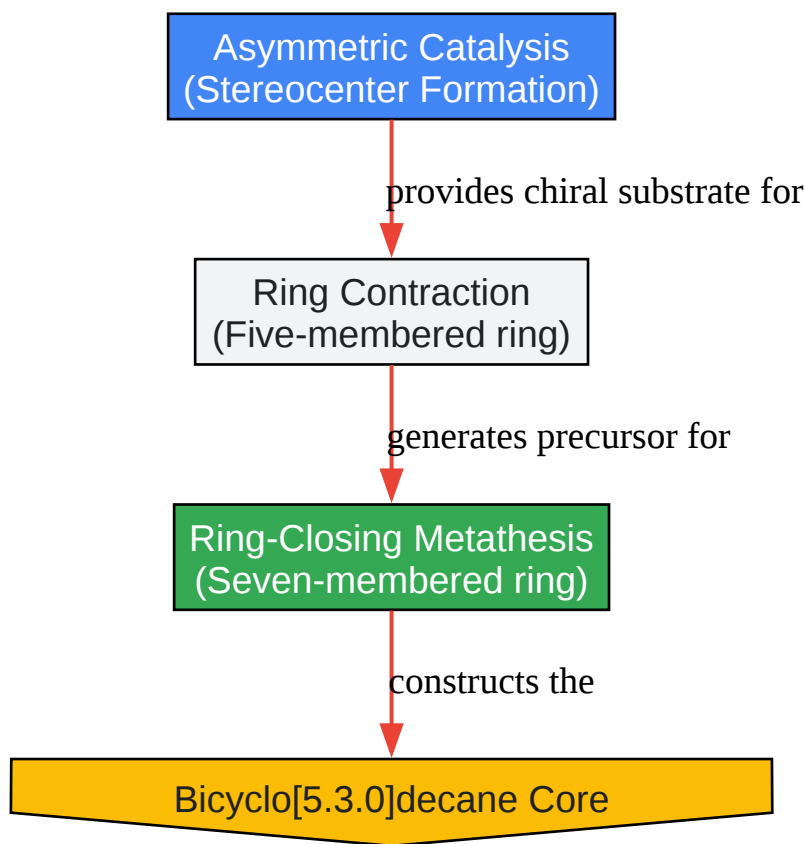 Asymmetric Catalysis
(Stereocenter Formation)
provides chiral substrate for
Ring Contraction
(Five-membered ring)
generates precursor for
Ring-Closing Metathesis
(Seven-membered ring)
constructs the
Bicyclo[5.3.0]decane Core